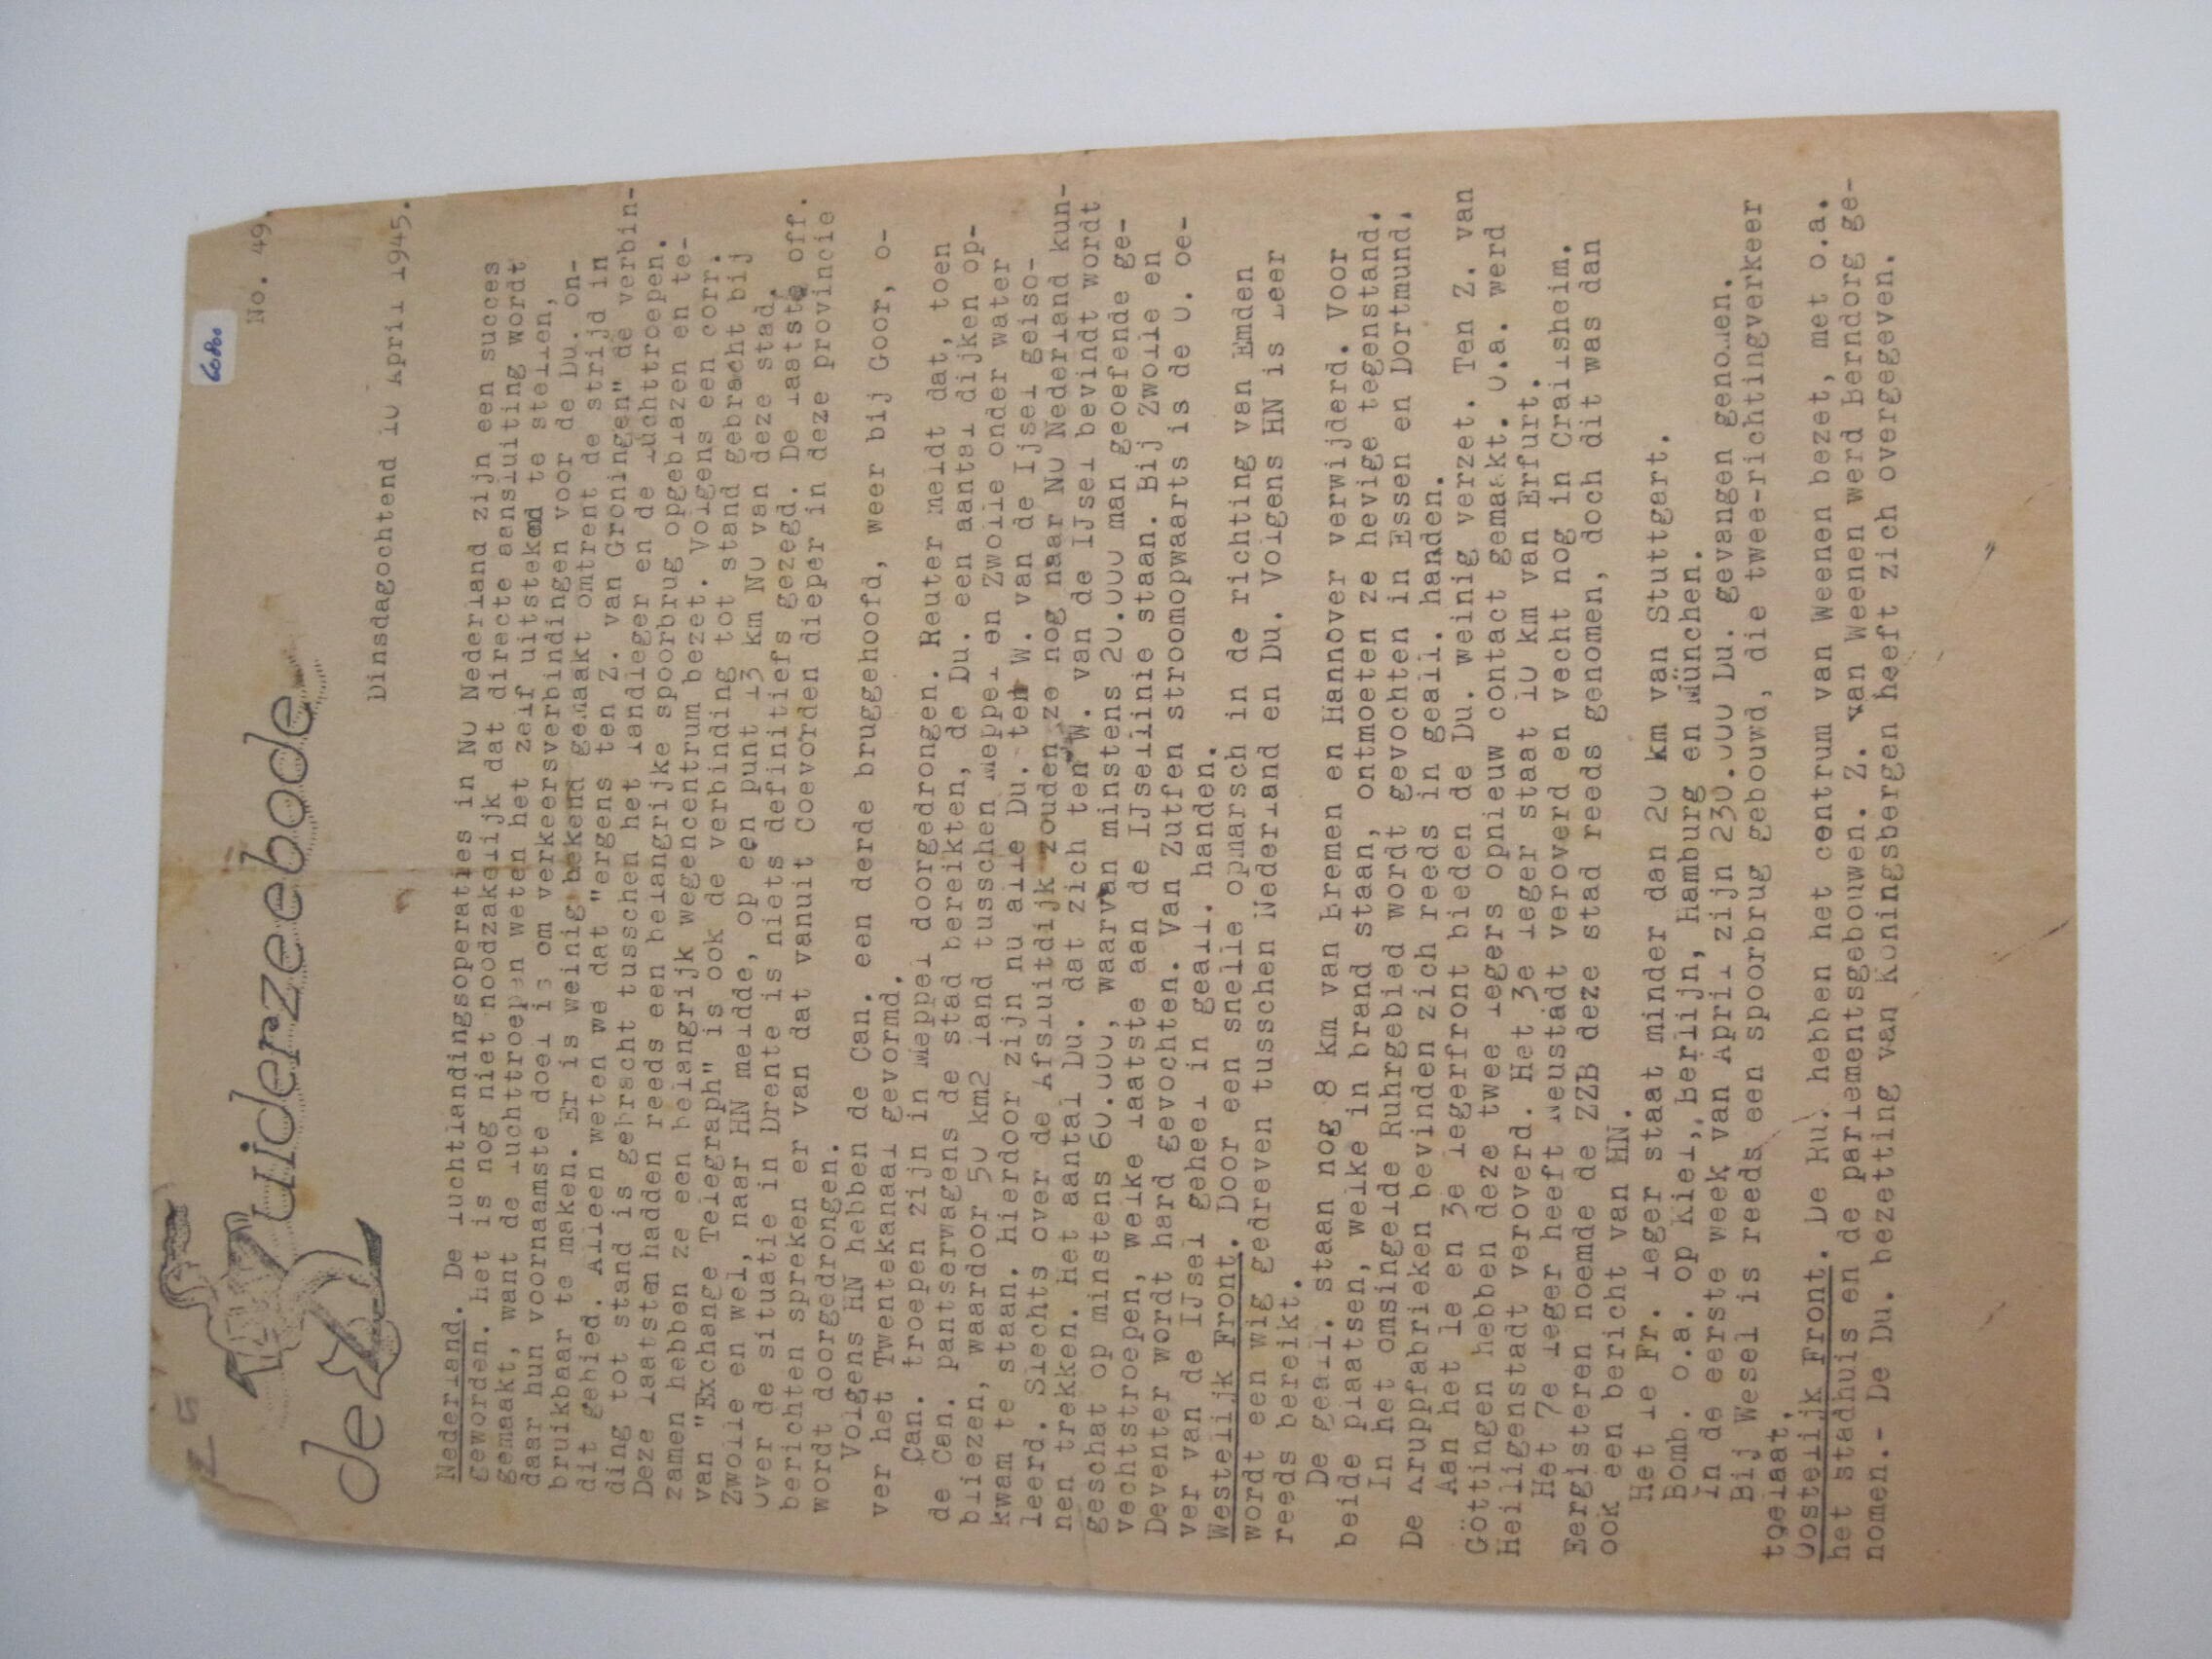 60800
No. 49.
de Zuiderzeebode
Dinsdagochtend 10 April 1945.
Nederland. De luchtlandingsoperaties in NO Nederland zijn een succes
geworden. Het is nog niet noodzakelijk dat directe aansluiting wordt
gemaakt, want de luchttroepen weten het zelf uitstekend te stellen,
daar hun voornaamste doel is om verkeersverbindingen voor de Du. on-
bruikbaar te maken. Er is weinig bekend gemaakt omtrent de strijd in
dit gebied. Alleen weten we dat "ergens ten Z. van Groningen" de verbin-
ding tot stand is gebracht tusschen het landleger en de luchttroepen.
Deze laatsten hadden reeds een belangrijke spoorbrug opgeblazen en te-
zamen hebben ze een belangrijk wegencentrum bezet. Volgens een corr.
van "Exchange Telegraph" is ook de verbinding tot stand gebracht bij
Zwolle en wel, naar HN meldde, op een punt 13 km NO van deze stad.
Over de situatie in Drente is niets definitiefs gezegd. De laatste off.
berichten spreken er van dat vanuit Coevorden dieper in deze provincie
wordt doorgedrongen.
Volgens HN hebben de Can. een derde bruggehoofd, weer bij Goor, o-
ver het Twentekanaal gevormd.
Can. troepen zijn in Meppel doorgedrongen. Reuter meldt dat, toen
de Can. pantserwagens de stad bereikten, de Du. een aantal dijken op-
bliezen, waardoor 50 km2 land tusschen Meppel en Zwolle onder water
kwam te staan. Hierdoor zijn nu alle Du. ten W. van de Ijsel geiso-
leerd. Slechts over de Afsluitdijk zouden ze nog naar NO Nederland kun-
nen trekken. Het aantal Du. dat zich ten W. van de IJsel bevindt wordt
geschat op minstens 60.000, waarvan minstens 20.000 man geoefende ge-
vechtstroepen, welke laatste aan de IJsellinie staan. Bij Zwolle en
Deventer wordt hard gevochten. Van Zutfen stroomopwaarts is de O. oe-
ver van de IJsel geheel in geall. handen.
Westelijk Front. Door een snelle opmarsch in de richting van Emden
wordt een wig gedreven tusschen Nederland en Du. Volgens HN is Leer
reeds bereikt.
De geall. staan nog 8 km van Bremen en Hannover verwijderd. Voor
beide plaatsen, welke in brand staan, ontmoeten ze hevige tegenstand.
In het omsingelde Ruhrgebied wordt gevochten in Essen en Dortmund.
De Kruppfabrieken bevinden zich reeds in geall. handen.
Aan het 1e en 3e legerfront bieden de Du. weinig verzet. Ten Z. van
Göttingen hebben deze twee legers opnieuw contact gemaakt. O.a. werd
Heiligenstadt veroverd. Het 3e leger staat 10 km van Erfurt.
Het 7e leger heeft Neustadt veroverd en vecht nog in Crailsheim.
Eergisteren noemde de ZZB deze stad reeds genomen, doch dit was dan
ook een bericht van HN.
Het 1e Fr. leger staat minder dan 20 km van Stuttgart.
Bomb. o.a. op Kiel, Berlijn, Hamburg en München.
In de eerste week van April zijn 230.000 Du. gevangen genomen.
Bij Wesel is reeds een spoorbrug gebouwd, die twee-richtingverkeer
toelaat.
Oostelijk Front. De Ru. hebben het centrum van Weenen bezet, met o.a.
het stadhuis en de parlementsgebouwen. Z. van Weenen werd Berndorg ge-
nomen.- De Du. bezetting van Koningsbergen heeft zich overgegeven.